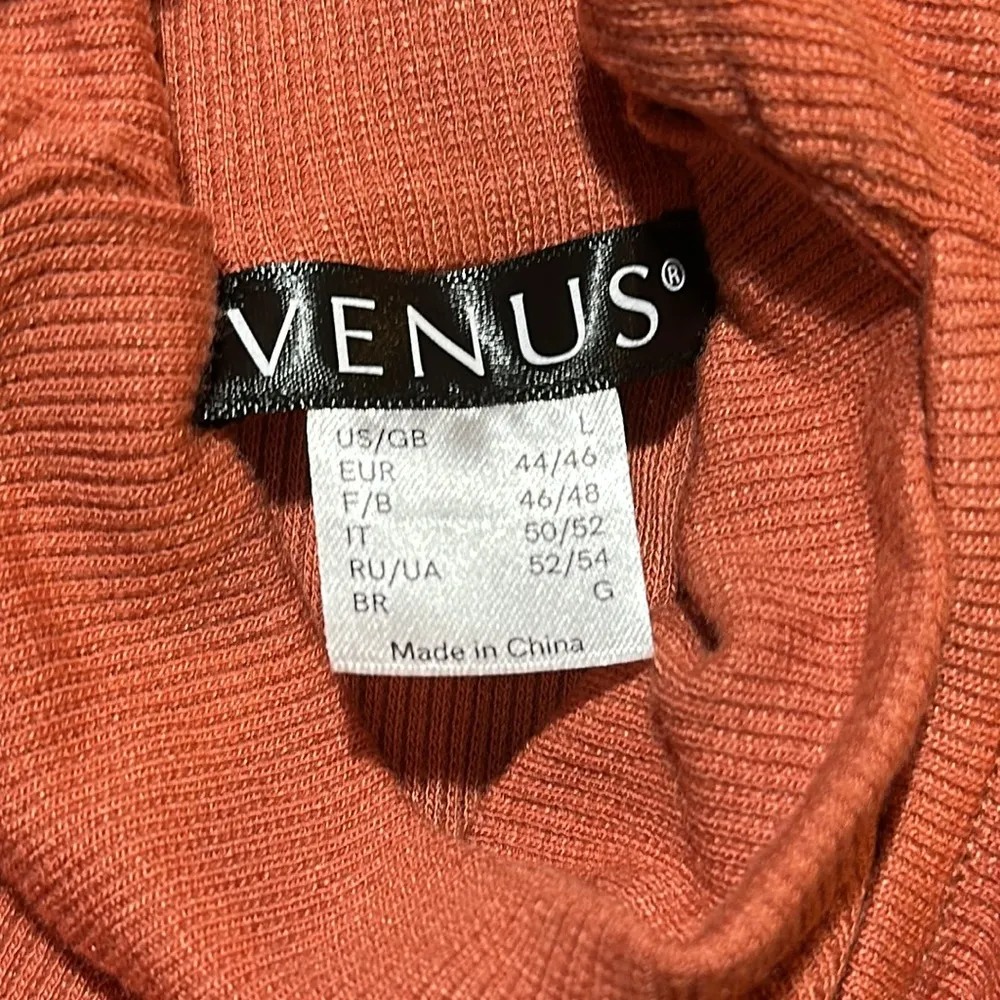 VENUS®
US/GB L
EUR 44/46
F/B 46/48
IT 50/52
RU/UA 52/54
BR G
Made in China